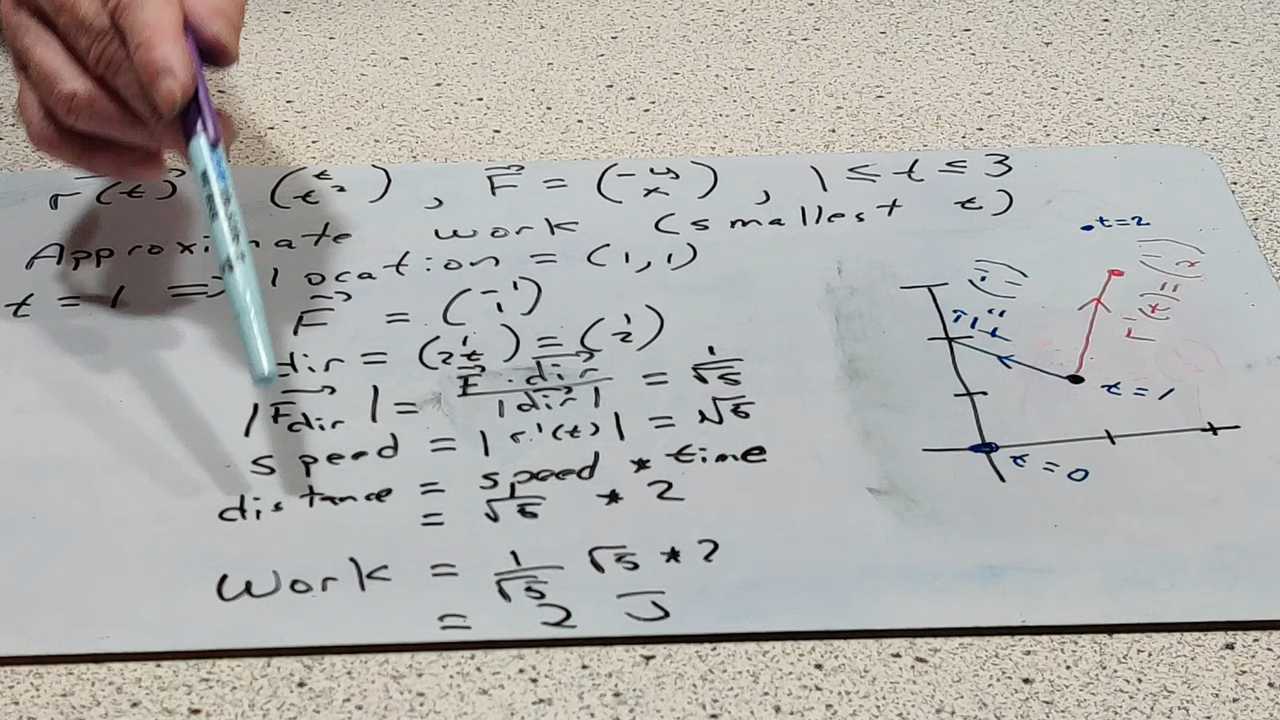 r(t) (t t²) , F = (-y x) , 1 ≤ t ≤ 3
Approximate work (smallest t)
t = 1 => location = (1,1)
F = (-1 1)
dir = (1 2t) = (1 2)
|Fdir| = F · dir / |dir| = 1/√5
speed = |r'(t)| = √5
distance = speed * time
= √5 * 2
Work = 1/√5 √5 * 2
= 2 J
t=2
t=1
t=0